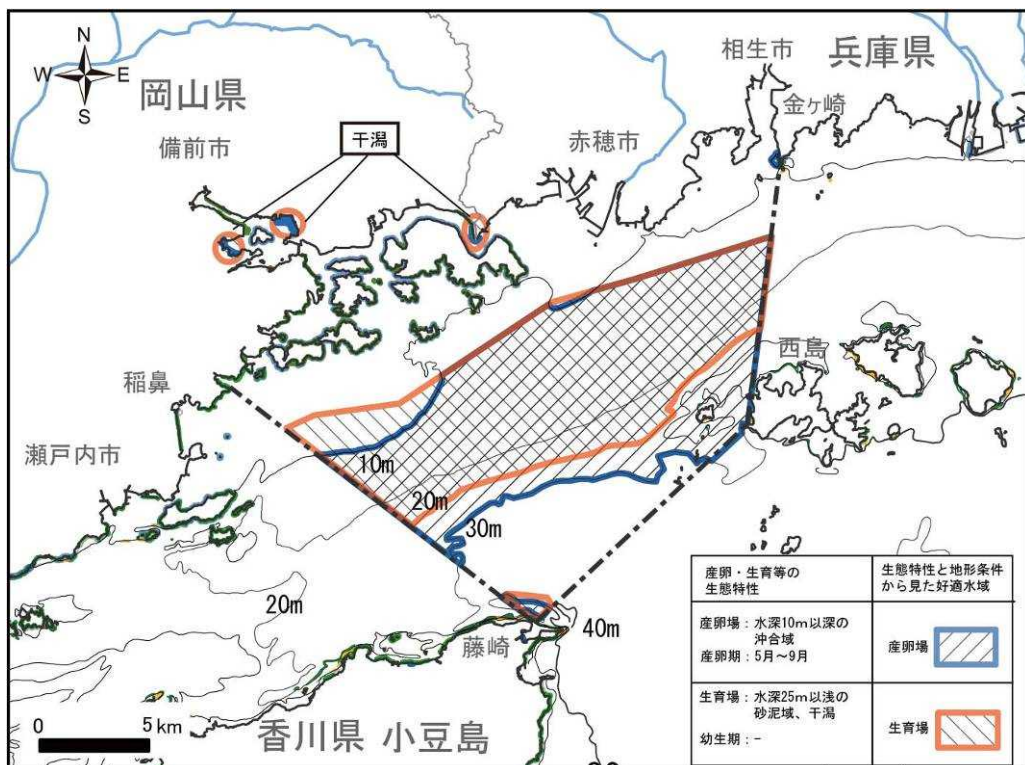 N
W
E
S
岡山県
備前市
干潟
相生市
兵庫県
金ヶ崎
赤穂市
稲鼻
瀬戸内市
西島
10m
20m
30m
20m
40m
藤崎
0
5 km
香川県 小豆島
産卵・生育等の
生態特性
生態特性と地形条件
から見た好適水域
産卵場：水深10m以深の
沖合域
産卵期：5月～9月
産卵場
生育場：水深25m以浅の
砂泥域、干潟
幼生期：-
生育場